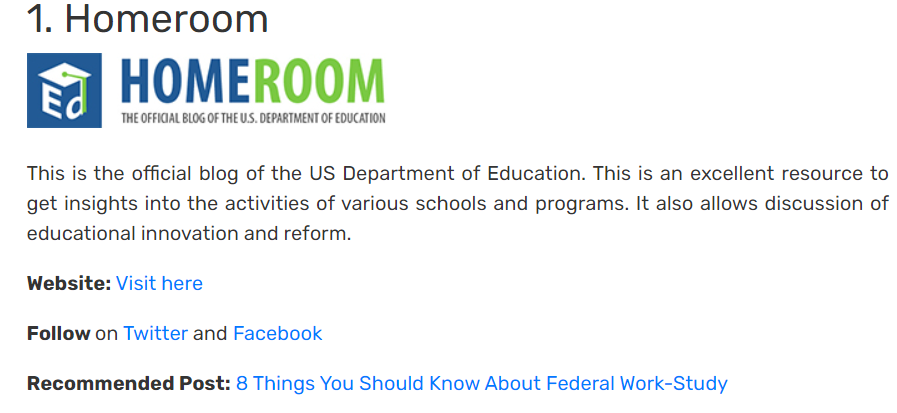 1. Homeroom
Ed
HOMEROOM
THE OFFICIAL BLOG OF THE U.S. DEPARTMENT OF EDUCATION
This is the official blog of the US Department of Education. This is an excellent resource to
get insights into the activities of various schools and programs. It also allows discussion of
educational innovation and reform.
Website: Visit here
Follow on Twitter and Facebook
Recommended Post: 8 Things You Should Know About Federal Work-Study